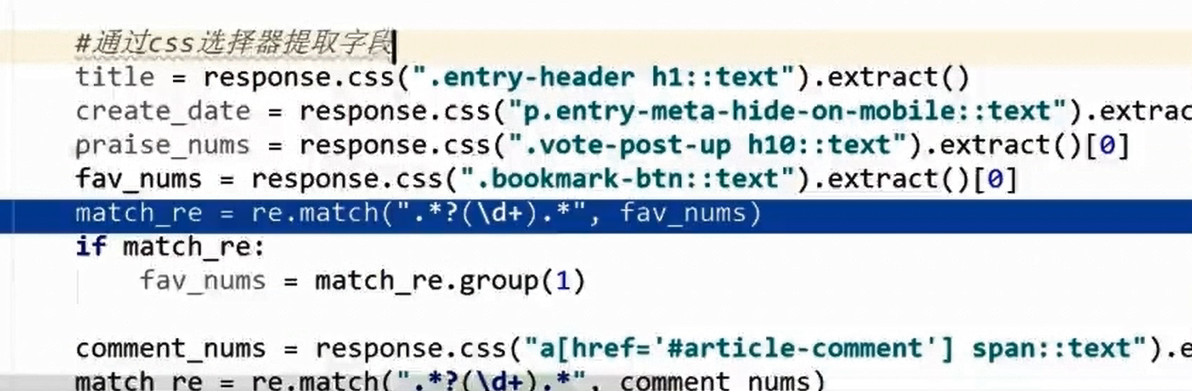 #通过css选择器提取字段
title = response.css(".entry-header h1::text").extract()
create_date = response.css("p.entry-meta-hide-on-mobile::text").extrac
praise_nums = response.css(".vote-post-up h10::text").extract()[0]
fav_nums = response.css(".bookmark-btn::text").extract()[0]
match_re = re.match(".*?(\d+).*", fav_nums)
if match_re:
fav_nums = match_re.group(1)
comment_nums = response.css("a[href='#article-comment'] span::text").e
match_re = re.match(".*?(\d+).*", comment_nums)